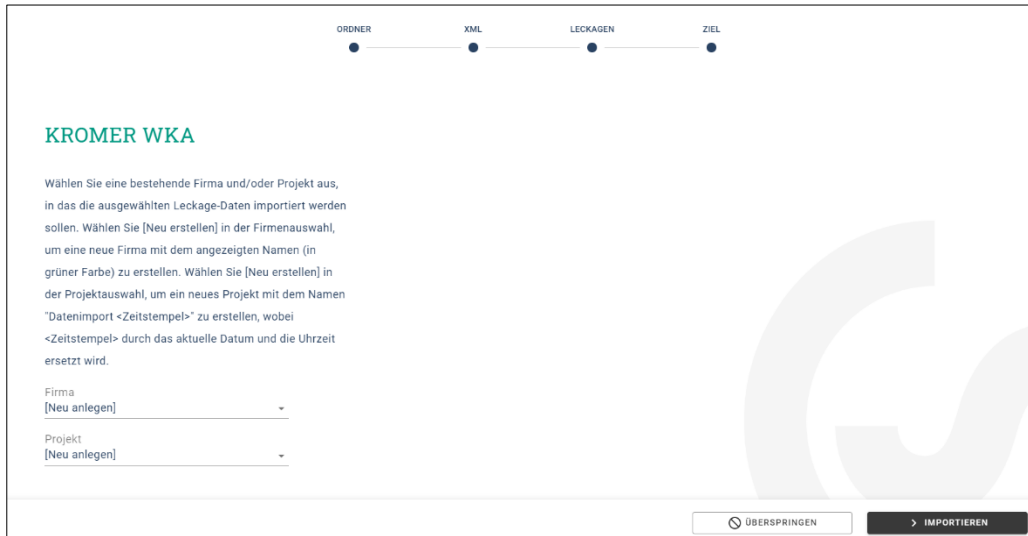 ORDNER XML LECKAGEN ZIEL
KROMER WKA
Wählen Sie eine bestehende Firma und/oder Projekt aus,
in das die ausgewählten Leckage-Daten importiert werden
sollen. Wählen Sie [Neu erstellen] in der Firmenauswahl,
um eine neue Firma mit dem angezeigten Namen (in
grüner Farbe) zu erstellen. Wählen Sie [Neu erstellen] in
der Projektauswahl, um ein neues Projekt mit dem Namen
"Datenimport <Zeitstempel>" zu erstellen, wobei
<Zeitstempel> durch das aktuelle Datum und die Uhrzeit
ersetzt wird.
Firma
[Neu anlegen]
Projekt
[Neu anlegen]
ÜBERSPRINGEN > IMPORTIEREN